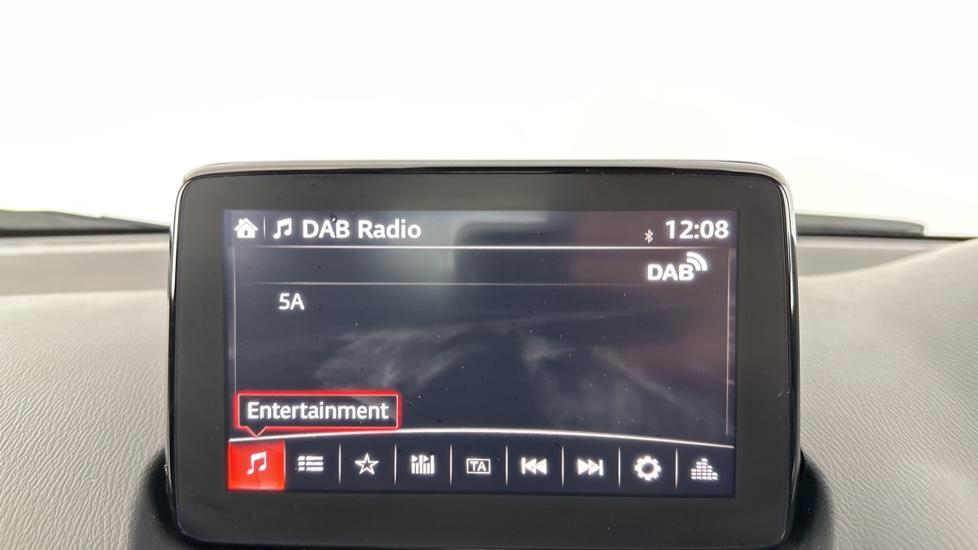 DAB Radio 12:08
DAB
5A
Entertainment
TA